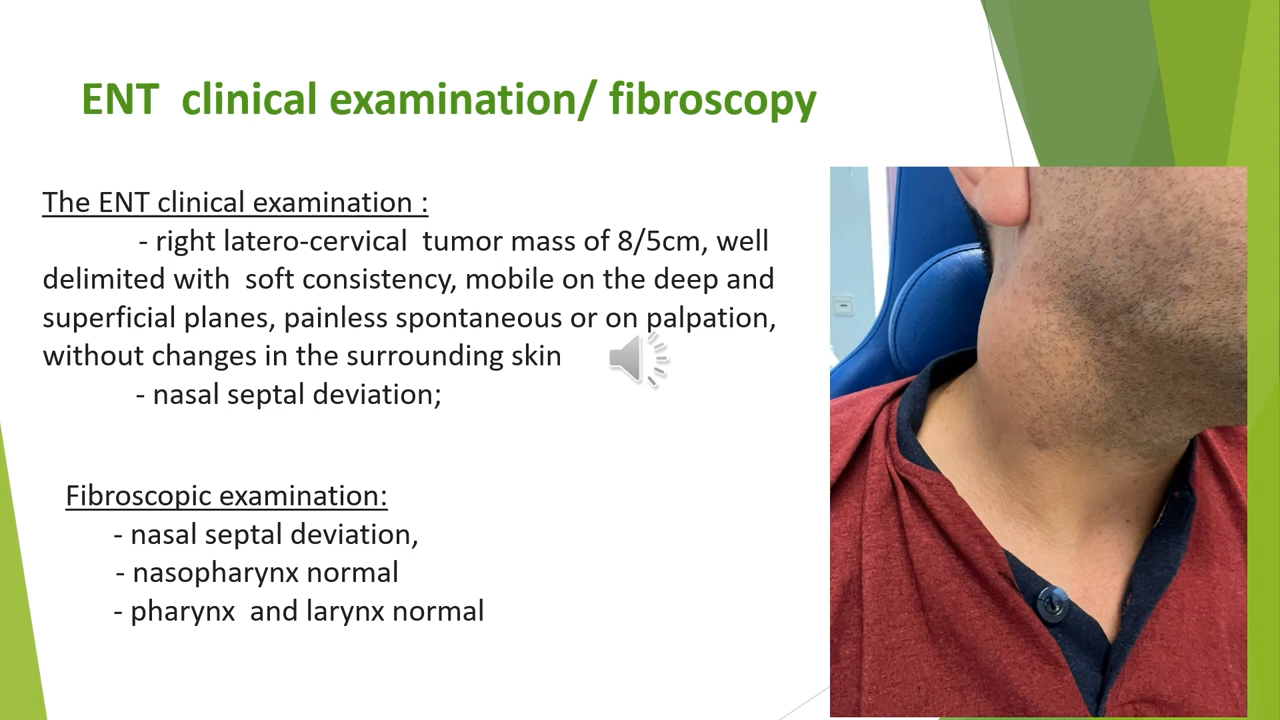 ENT  clinical examination/ fibroscopy
The ENT clinical examination :
- right latero-cervical  tumor mass of 8/5cm, well
delimited with  soft consistency, mobile on the deep and
superficial planes, painless spontaneous or on palpation,
without changes in the surrounding skin
- nasal septal deviation;
Fibroscopic examination:
- nasal septal deviation,
- nasopharynx normal
- pharynx  and larynx normal